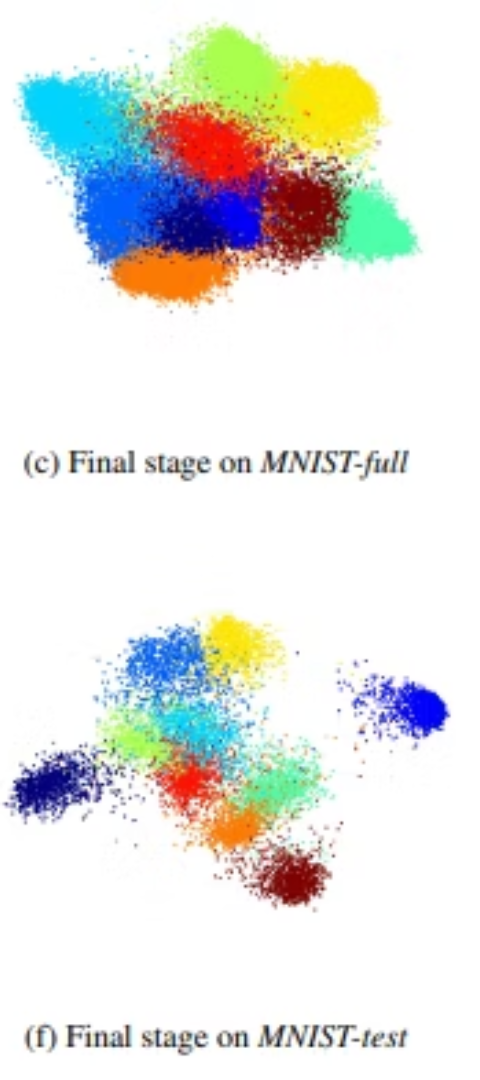 (c) Final stage on MNIST-full
(f) Final stage on MNIST-test